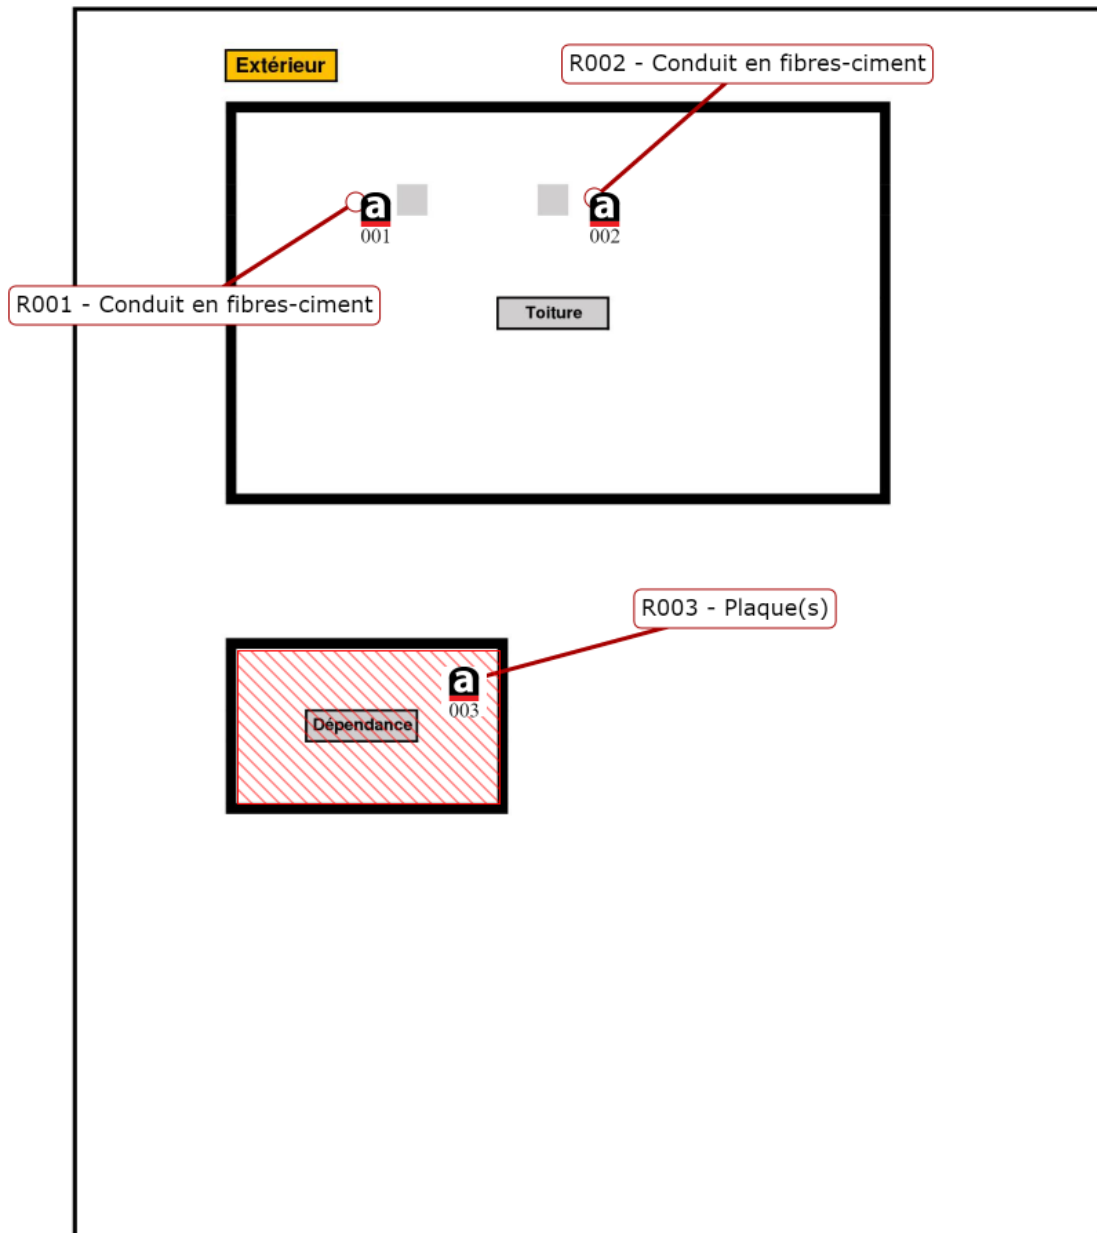 Extérieur
R002 - Conduit en fibres-ciment
a
001
a
002
R001 - Conduit en fibres-ciment
Toiture
R003 - Plaque(s)
a
003
Dépendance